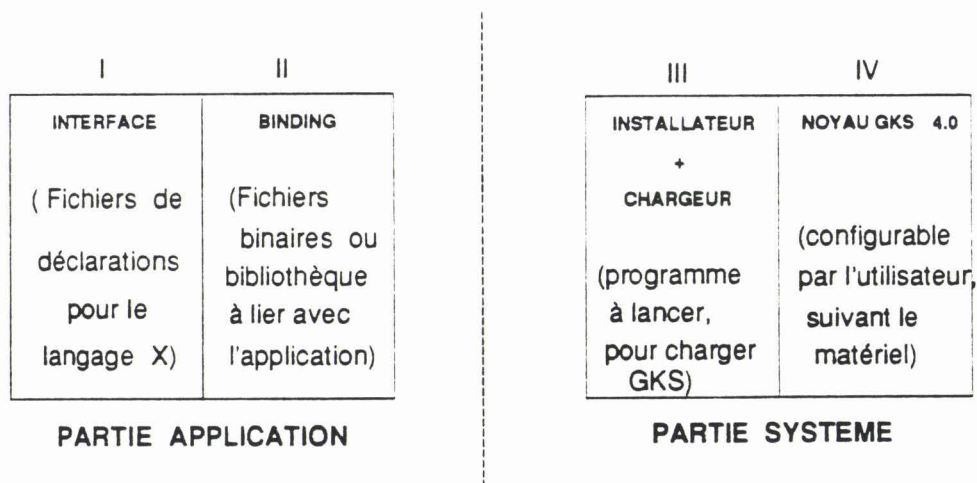 I
II
INTERFACE
( Fichiers de
déclarations
pour le
langage X)
BINDING
(Fichiers
binaires ou
bibliothèque
à lier avec
l'application)
PARTIE APPLICATION
III
IV
INSTALLATEUR
+
CHARGEUR
(programme
à lancer,
pour charger
GKS)
NOYAU GKS 4.0
(configurable
par l'utilisateur,
suivant le
matériel)
PARTIE SYSTEME